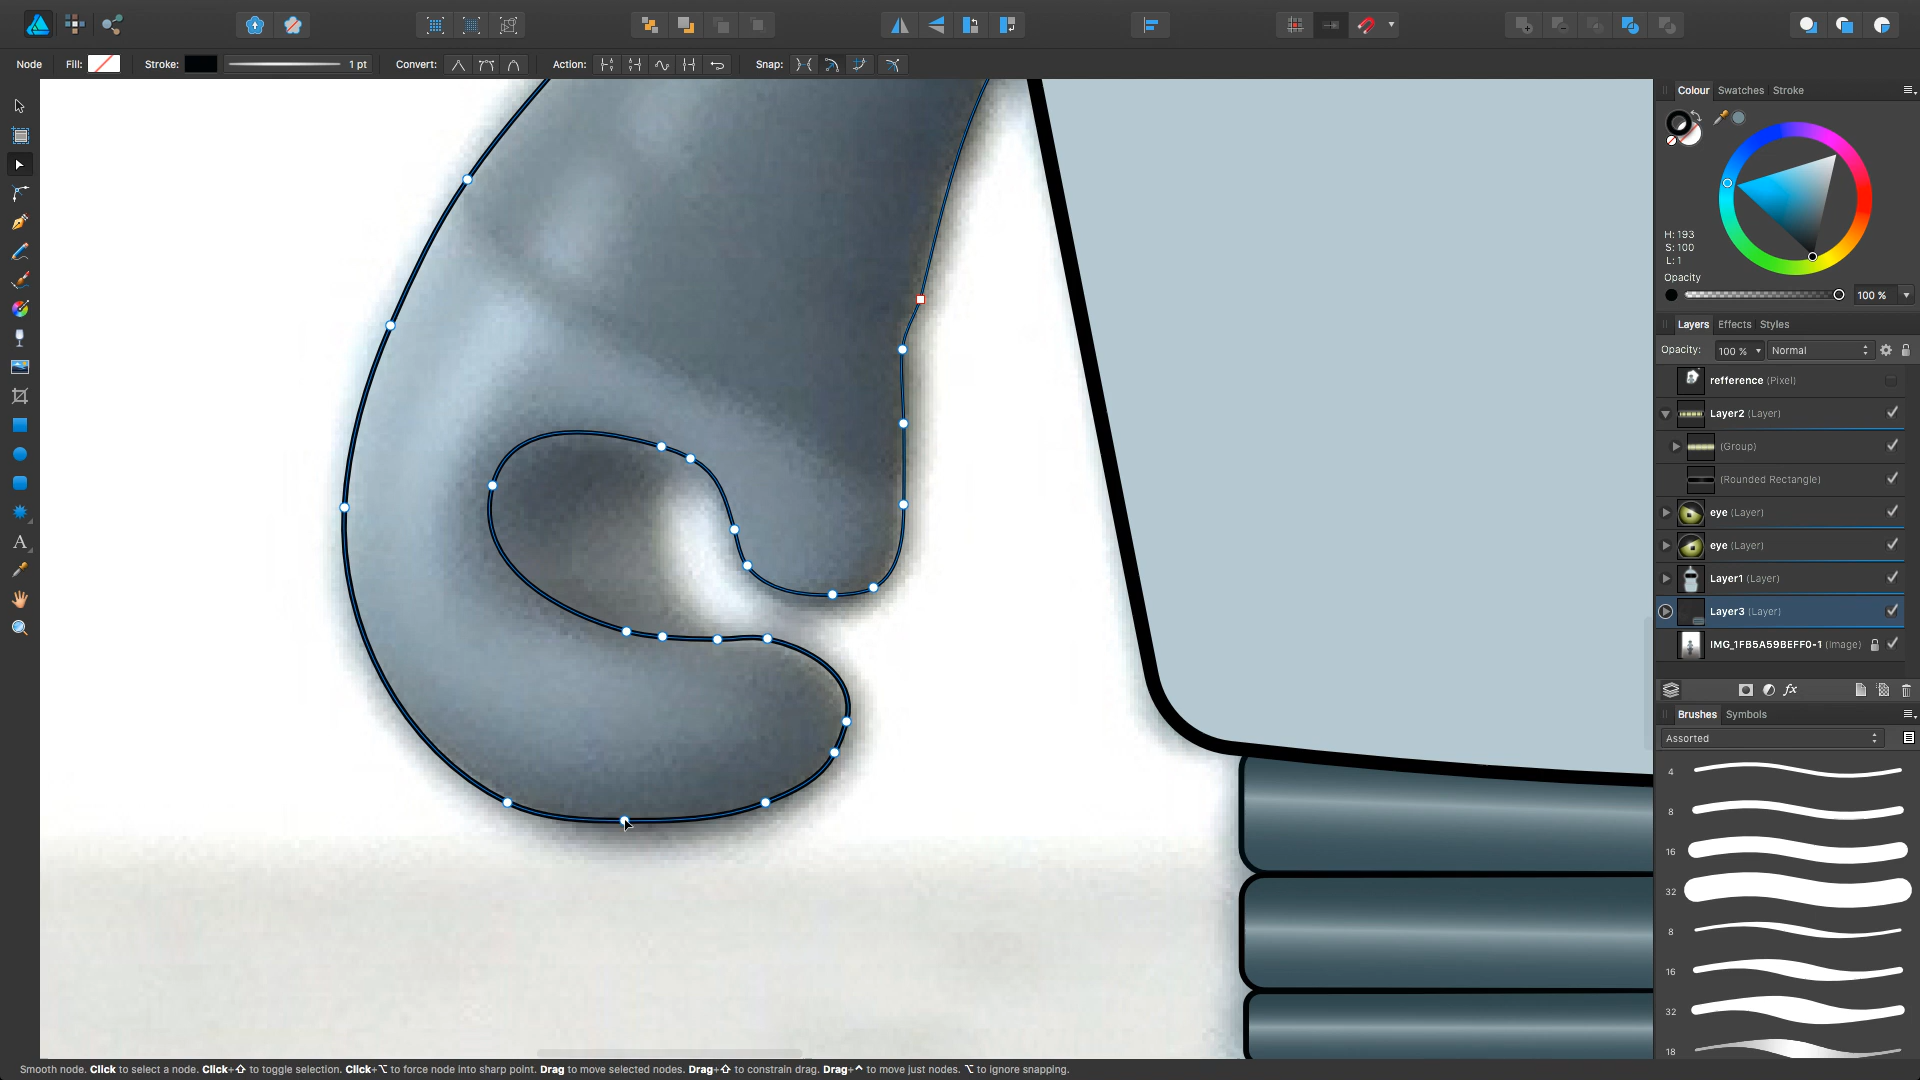 Node Fill: Stroke: 1 pt Convert: Action: Snap:
Colour Swatches Stroke
H: 193
S: 100
L: 1
Opacity
100 %
Layers Effects Styles
Opacity: 100 % Normal
refference (Pixel)
Layer2 (Layer)
(Group)
(Rounded Rectangle)
eye (Layer)
eye (Layer)
Layer1 (Layer)
Layer3 (Layer)
IMG_1FB5A59BEFF0-1 (Image)
fx
Brushes Symbols
Assorted
4
8
16
32
8
16
32
18
A
Smooth node. Click to select a node. Click+⇧ to toggle selection. Click+⌥ to force node into sharp point. Drag to move selected nodes. Drag+⇧ to constrain drag. Drag+^ to move just nodes. ⌥ to ignore snapping.